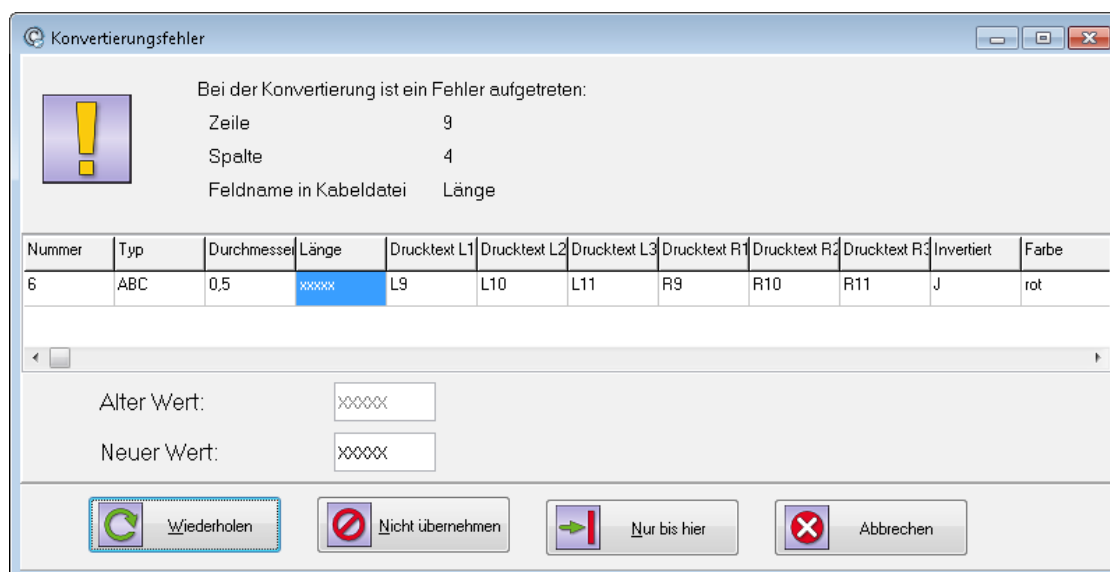 Konvertierungsfehler
Bei der Konvertierung ist ein Fehler aufgetreten:
Zeile 9
Spalte 4
Feldname in Kabeldatei Länge
Nummer Typ Durchmesser Länge Drucktext L1 Drucktext L2 Drucktext L3 Drucktext R1 Drucktext R2 Drucktext R3 Invertiert Farbe
6 ABC 0,5 xxxxx L9 L10 L11 R9 R10 R11 J rot
Alter Wert: xxxxx
Neuer Wert: xxxxx
Wiederholen Nicht übernehmen Nur bis hier Abbrechen